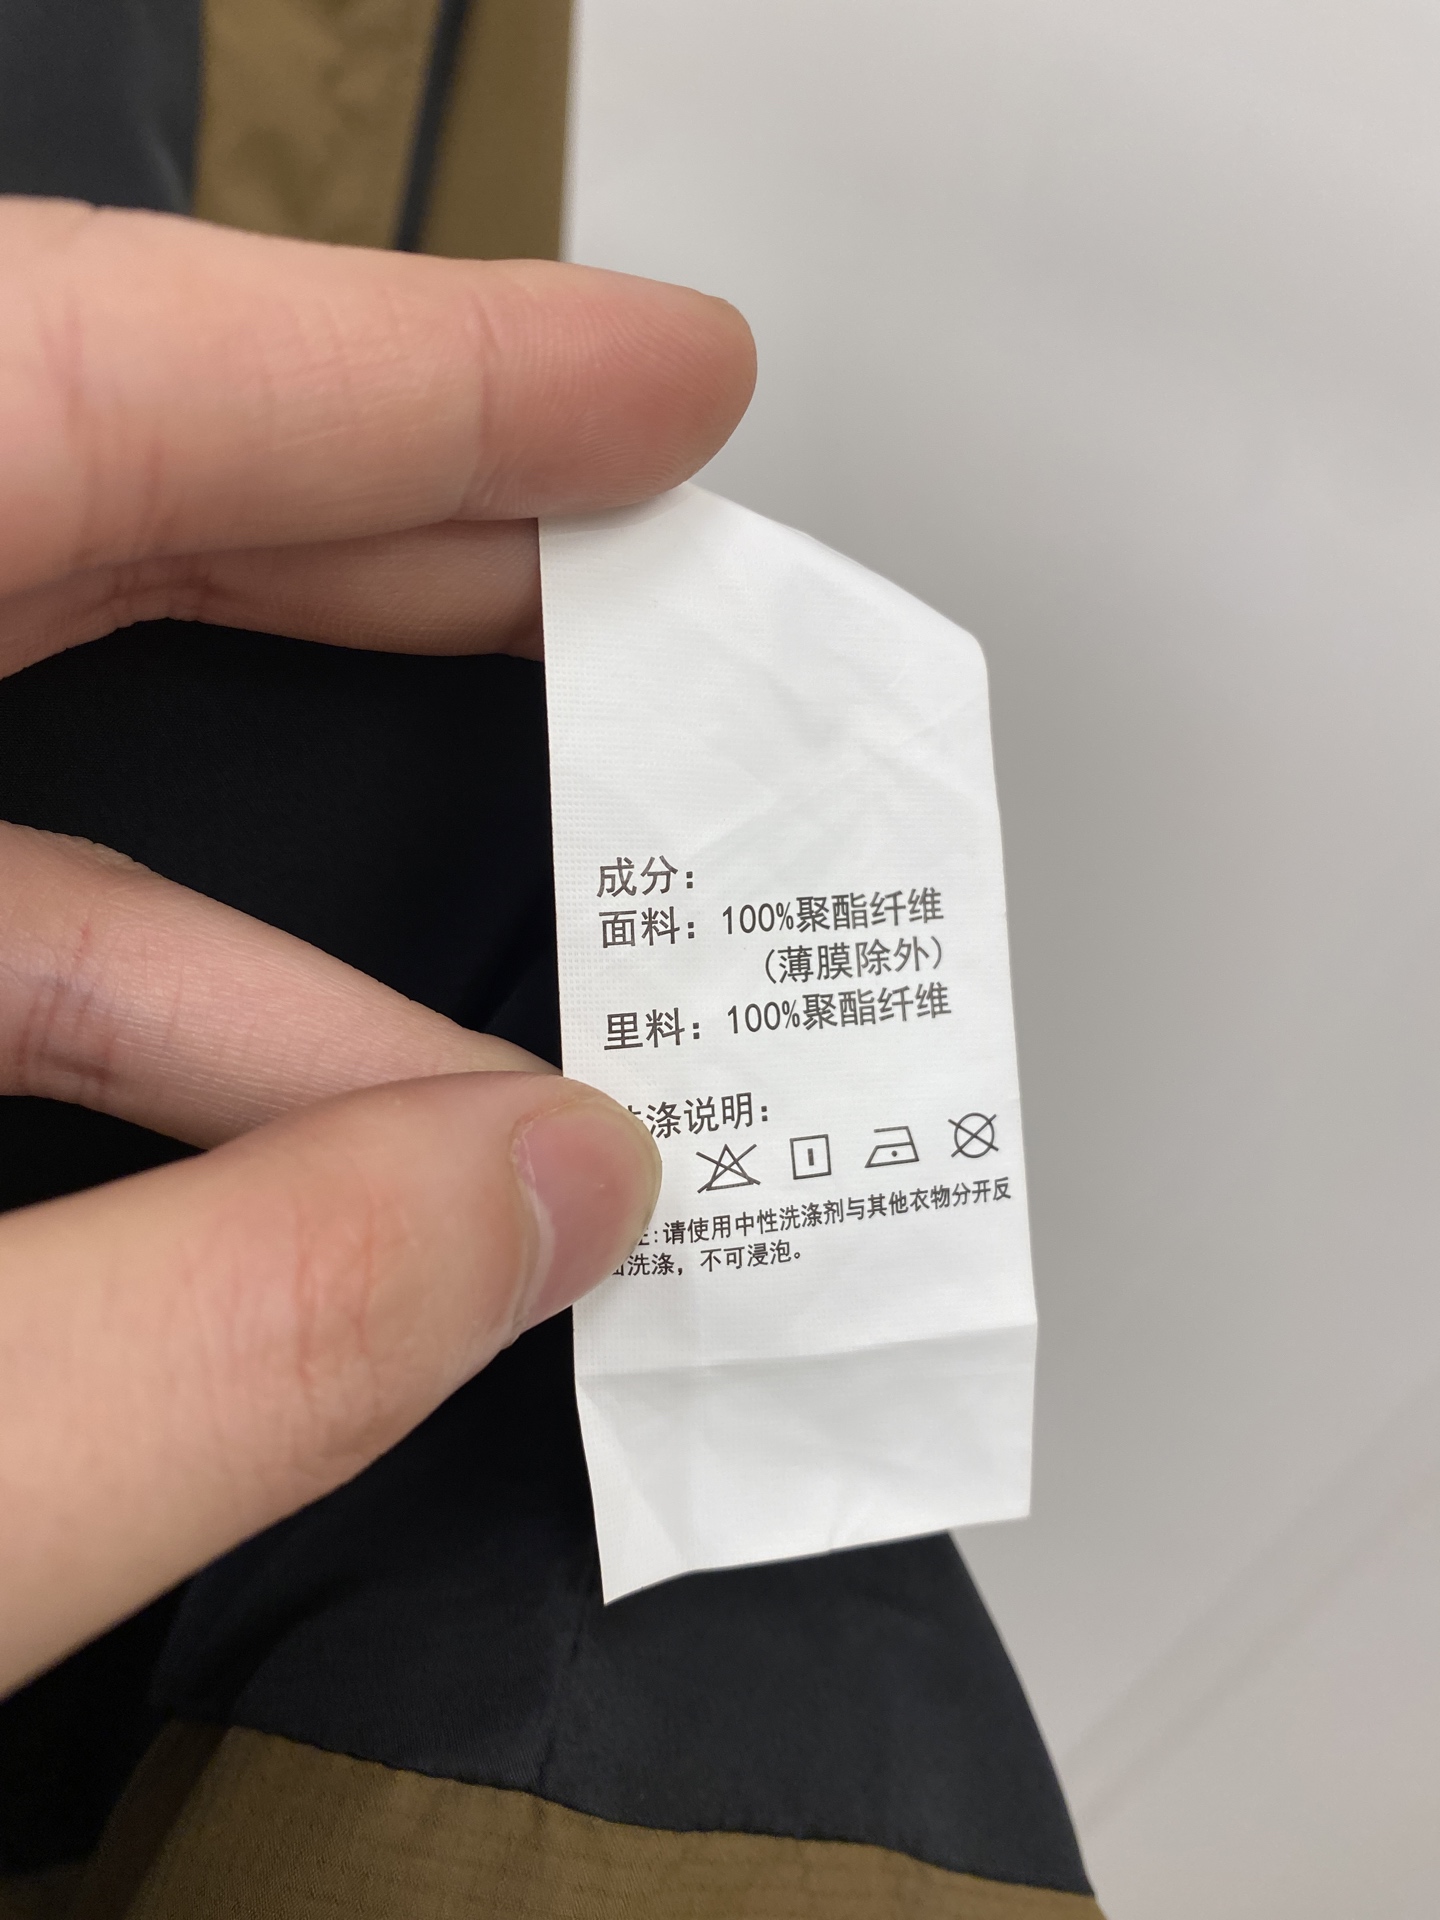 成分：
面料：100%聚酯纤维
（薄膜除外）
里料：100%聚酯纤维
涤说明：
:请使用中性洗涤剂与其他衣物分开反
洗涤，不可浸泡。